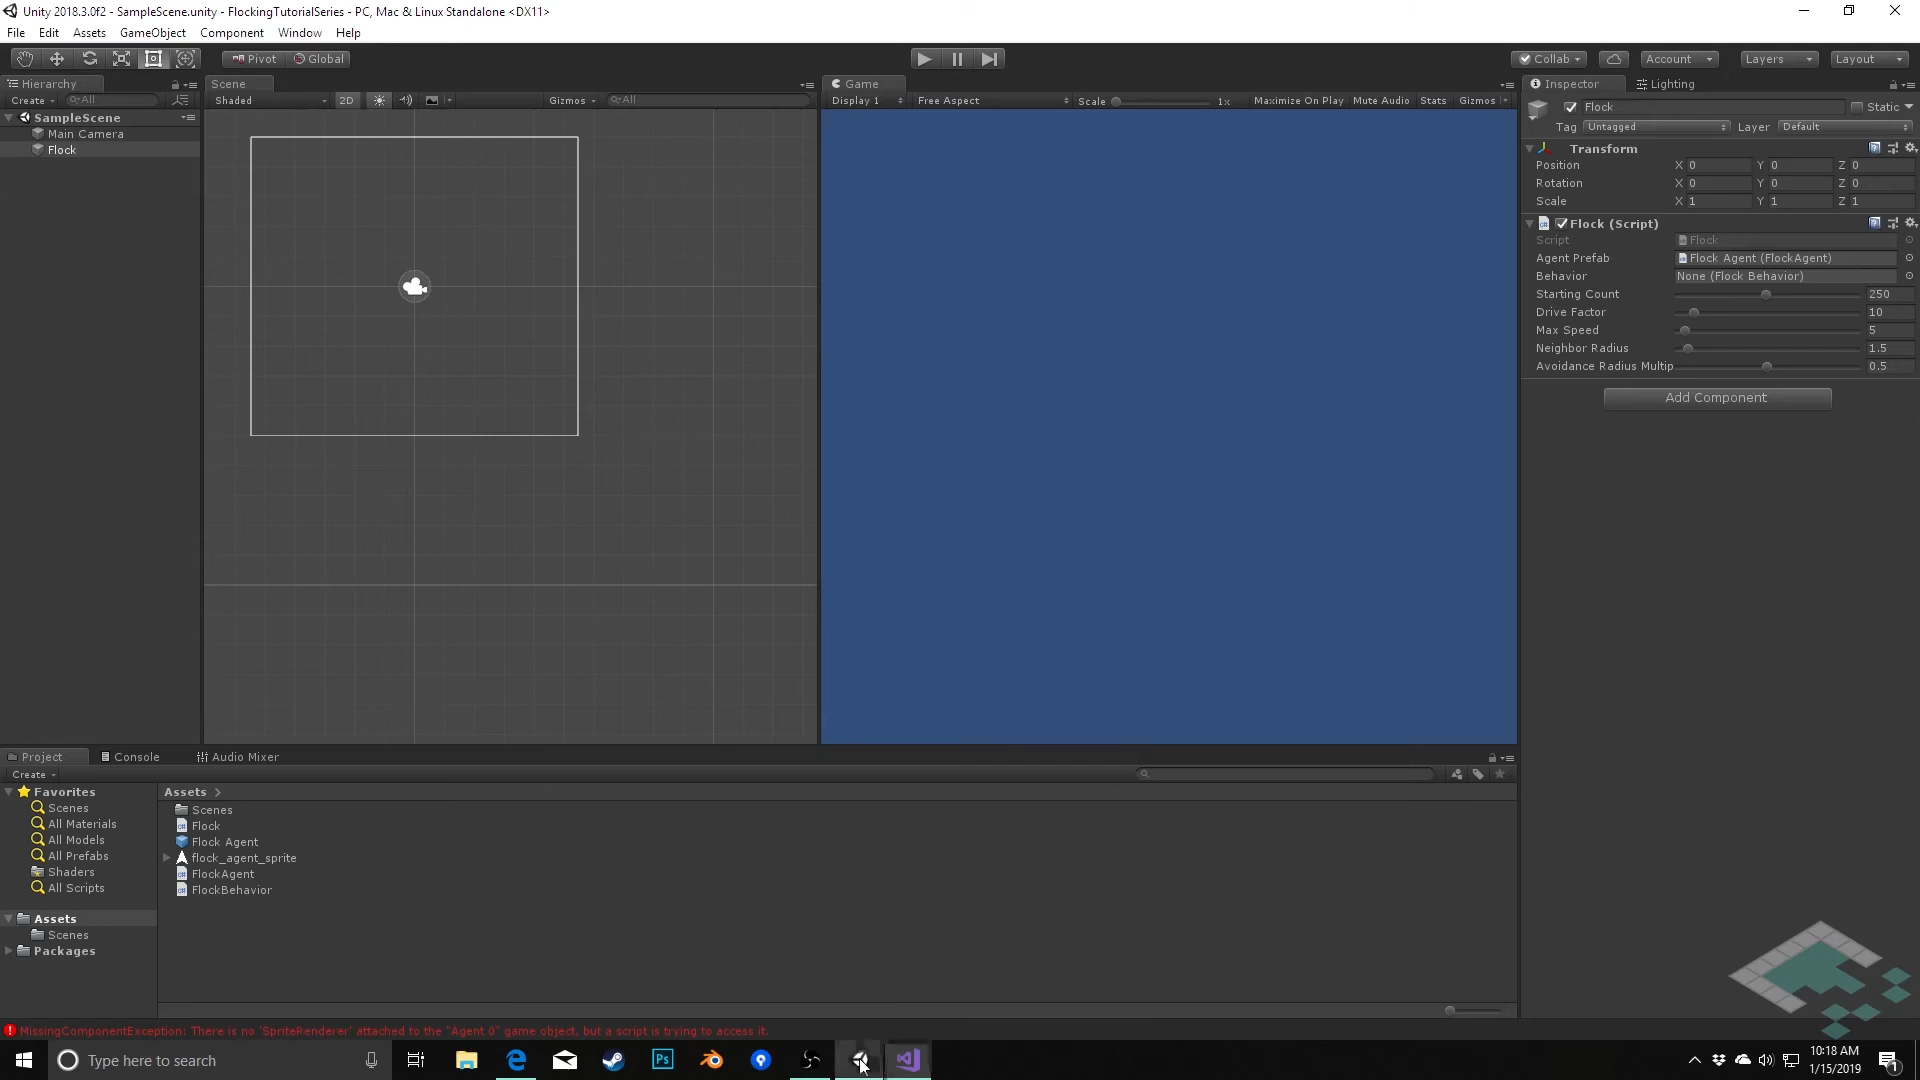 Unity 2018.3.0f2 - SampleScene.unity - FlockingTutorialSeries - PC, Mac & Linux Standalone <DX11>
File Edit Assets GameObject Component Window Help
Pivot Global Collab Account Layers Layout
Hierarchy Scene Game Inspector Lighting
Create All Shaded 2D Gizmos All Display 1 Free Aspect Scale 1x Maximize On Play Mute Audio Stats Gizmos
Flock Static
SampleScene
Main Camera
Flock
Tag Untagged Layer Default
Transform
Position X 0 Y 0 Z 0
Rotation X 0 Y 0 Z 0
Scale X 1 Y 1 Z 1
Flock (Script)
Script Flock
Agent Prefab Flock Agent (FlockAgent)
Behavior None (Flock Behavior)
Starting Count 250
Drive Factor 10
Max Speed 5
Neighbor Radius 1.5
Avoidance Radius Multip 0.5
Add Component
Project Console Audio Mixer
Create
Favorites
Scenes
All Materials
All Models
All Prefabs
Shaders
All Scripts
Assets
Scenes
Packages
Assets
Scenes
Flock
Flock Agent
flock_agent_sprite
FlockAgent
FlockBehavior
MissingComponentException: There is no 'SpriteRenderer' attached to the "Agent 0" game object, but a script is trying to access it.
Type here to search
Ps
10:18 AM
1/15/2019
1